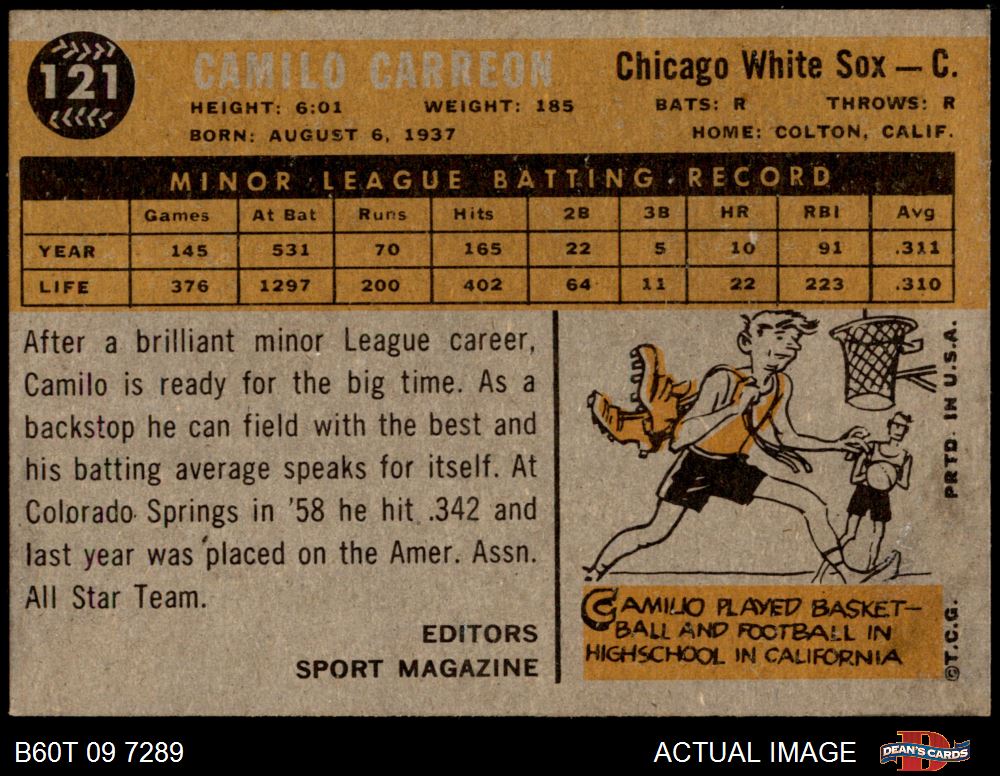 121
CAMILO CARREON
Chicago White Sox — C.
HEIGHT: 6:01 WEIGHT: 185 BATS: R THROWS: R
BORN: AUGUST 6, 1937 HOME: COLTON, CALIF.
MINOR LEAGUE BATTING RECORD
Games At Bat Runs Hits 2B 3B HR RBI Avg
YEAR 145 531 70 165 22 5 10 91 .311
LIFE 376 1297 200 402 64 11 22 223 .310
After a brilliant minor League career,
Camilo is ready for the big time. As a
backstop he can field with the best and
his batting average speaks for itself. At
Colorado Springs in '58 he hit .342 and
last year was placed on the Amer. Assn.
All Star Team.
EDITORS
SPORT MAGAZINE
CAMILIO PLAYED BASKET—
BALL AND FOOTBALL IN
HIGHSCHOOL IN CALIFORNIA
©T.C.G. PRTD. IN U.S.A.
B60T 09 7289
ACTUAL IMAGE
DEAN'S CARDS